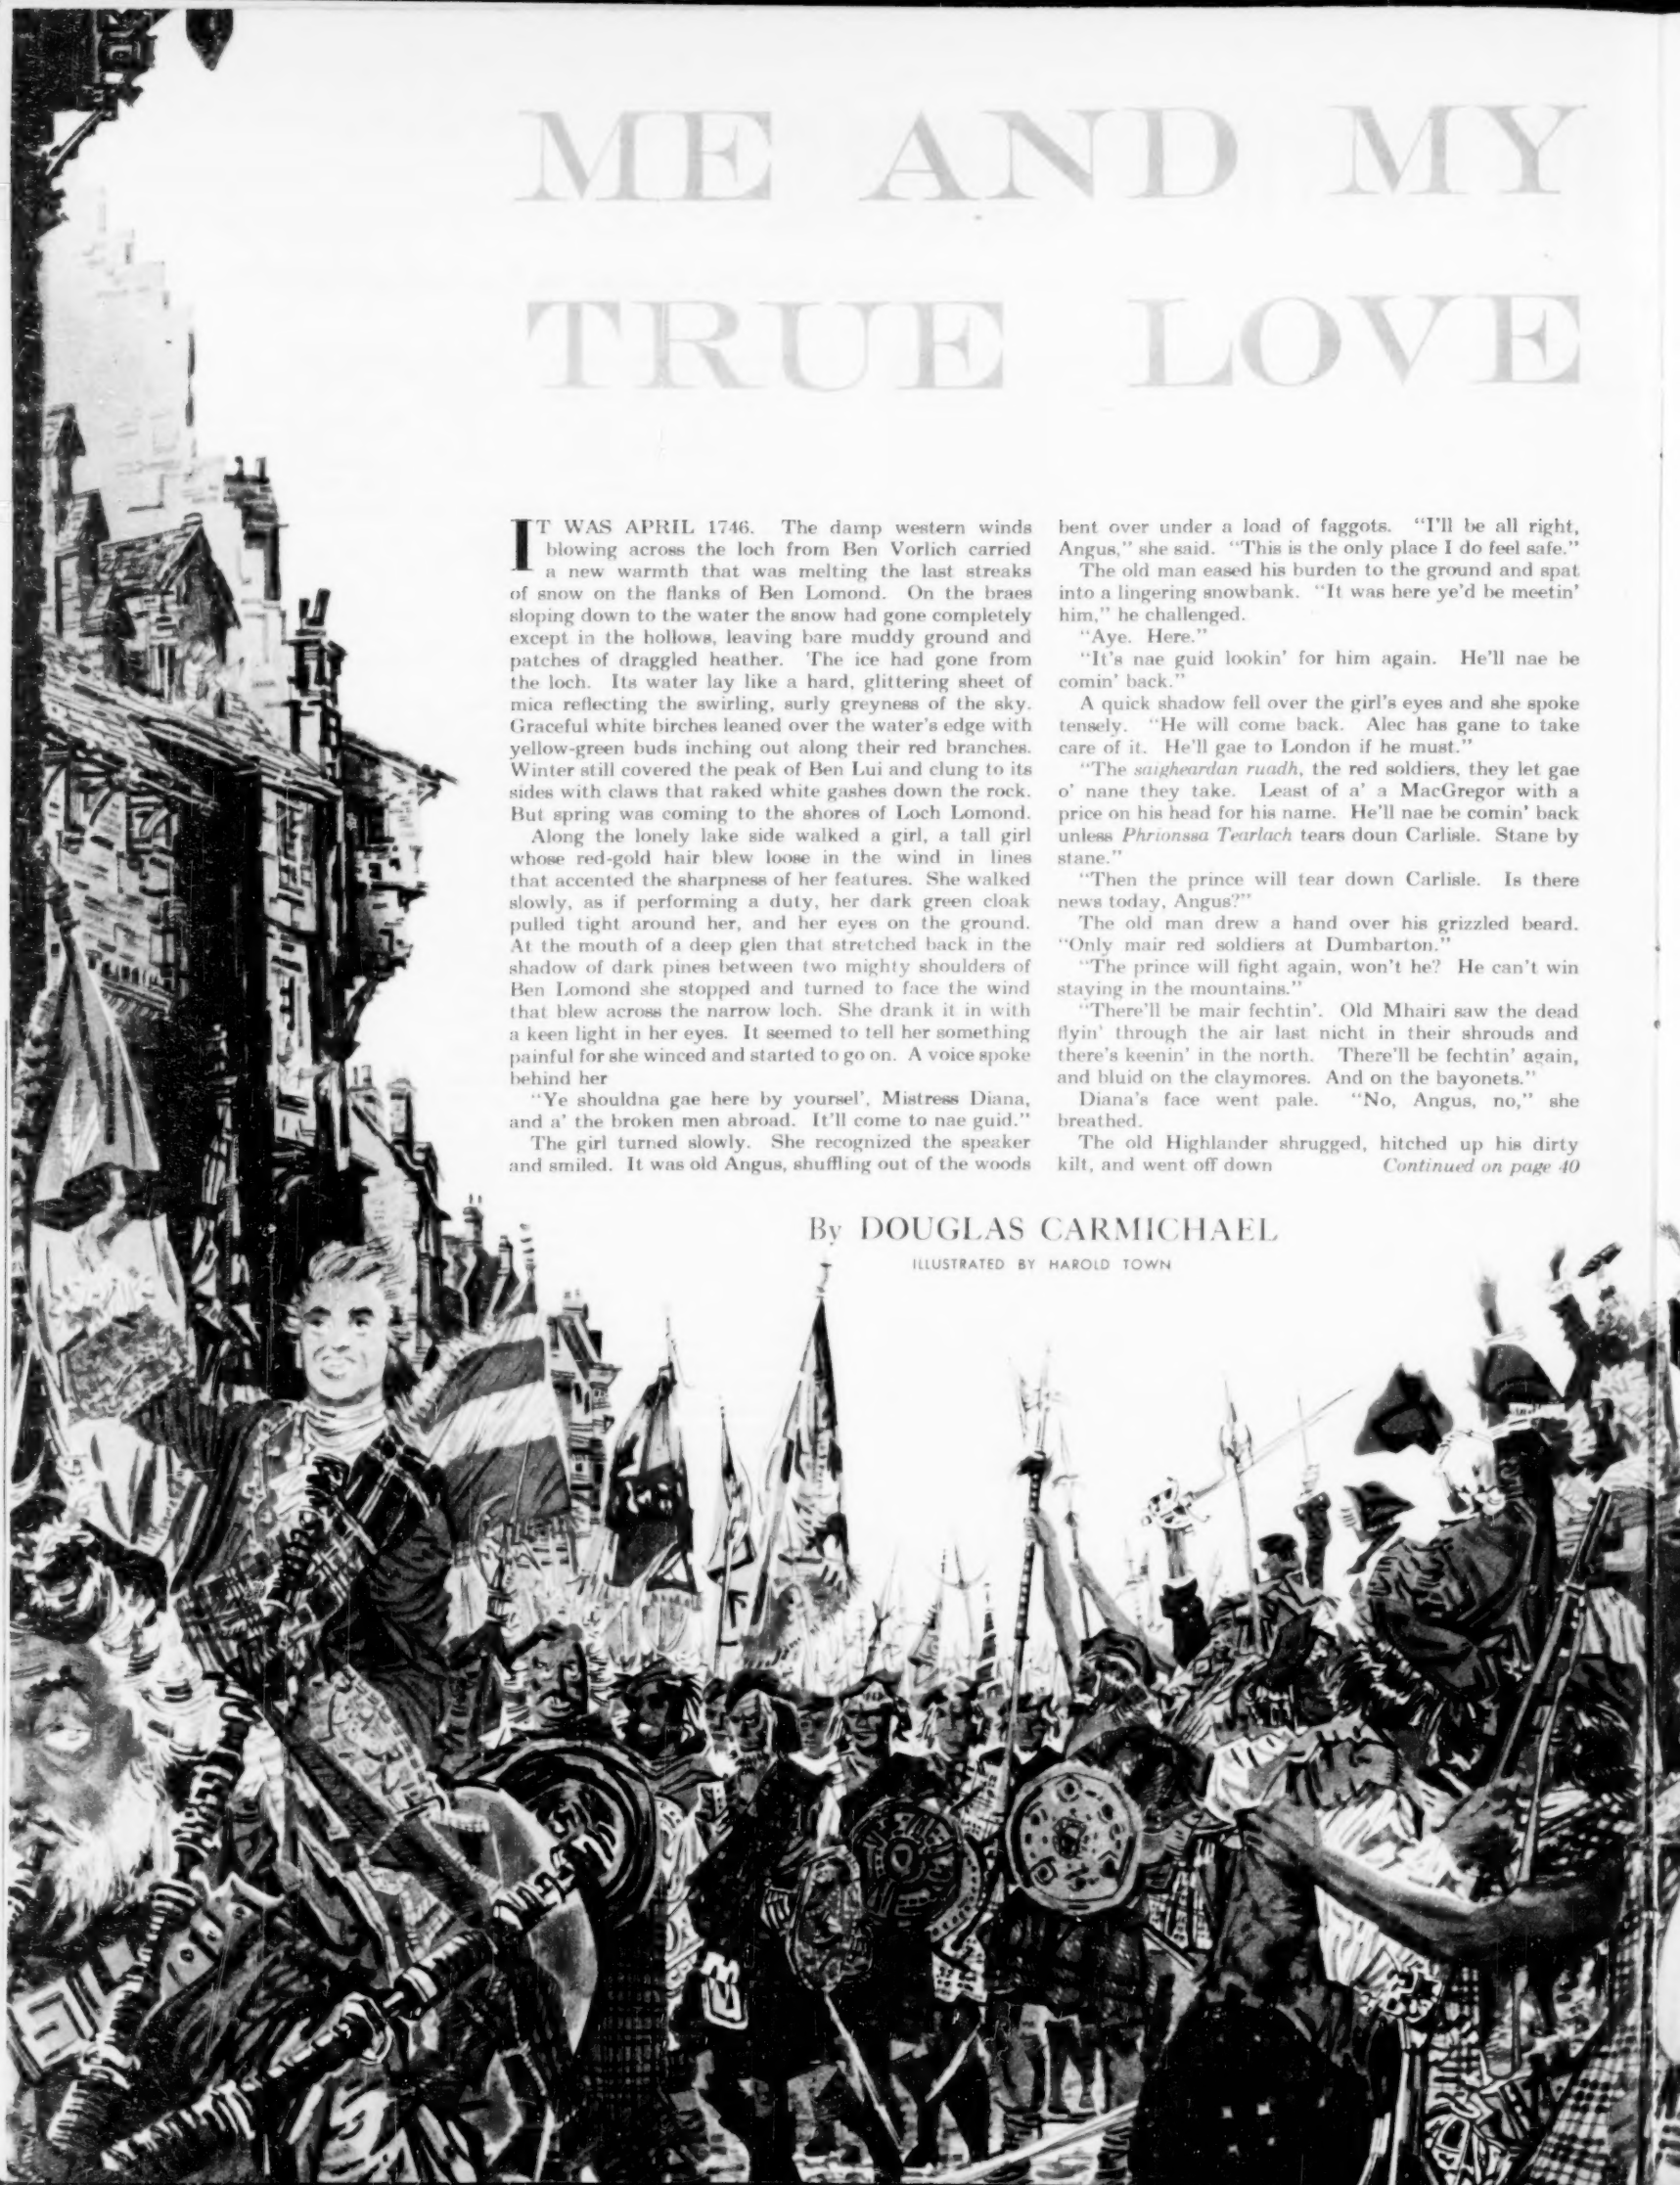 ME AND MY
TRUE LOVE
IT WAS APRIL 1746. The damp western winds
blowing across the loch from Ben Vorlich carried
a new warmth that was melting the last streaks
of snow on the flanks of Ben Lomond. On the braes
sloping down to the water the snow had gone completely
except in the hollows, leaving bare muddy ground and
patches of draggled heather. The ice had gone from
the loch. Its water lay like a hard, glittering sheet of
mica reflecting the swirling, surly greyness of the sky.
Graceful white birches leaned over the water's edge with
yellow-green buds inching out along their red branches.
Winter still covered the peak of Ben Lui and clung to its
sides with claws that raked white gashes down the rock.
But spring was coming to the shores of Loch Lomond.
Along the lonely lake side walked a girl, a tall girl
whose red-gold hair blew loose in the wind in lines
that accented the sharpness of her features. She walked
slowly, as if performing a duty, her dark green cloak
pulled tight around her, and her eyes on the ground.
At the mouth of a deep glen that stretched back in the
shadow of dark pines between two mighty shoulders of
Ben Lomond she stopped and turned to face the wind
that blew across the narrow loch. She drank it in with
a keen light in her eyes. It seemed to tell her something
painful for she winced and started to go on. A voice spoke
behind her
"Ye shouldna gae here by yoursel', Mistress Diana,
and a' the broken men abroad. It'll come to nae guid."
The girl turned slowly. She recognized the speaker
and smiled. It was old Angus, shuffling out of the woods
bent over under a load of faggots. "I'll be all right,
Angus," she said. "This is the only place I do feel safe."
The old man eased his burden to the ground and spat
into a lingering snowbank. "It was here ye'd be meetin'
him," he challenged.
"Aye. Here."
"It's nae guid lookin' for him again. He'll nae be
comin' back."
A quick shadow fell over the girl's eyes and she spoke
tensely. "He will come back. Alec has gane to take
care of it. He'll gae to London if he must."
"The saigheardan ruadh, the red soldiers, they let gae
o' nane they take. Least of a' a MacGregor with a
price on his head for his name. He'll nae be comin' back
unless Phrionssa Tearlach tears doun Carlisle. Stane by
stane."
"Then the prince will tear down Carlisle. Is there
news today, Angus?"
The old man drew a hand over his grizzled beard.
"Only mair red soldiers at Dumbarton."
"The prince will fight again, won't he? He can't win
staying in the mountains."
"There'll be mair fechtin'. Old Mhairi saw the dead
flyin' through the air last nicht in their shrouds and
there's keenin' in the north. There'll be fechtin' again,
and bluid on the claymores. And on the bayonets."
Diana's face went pale. "No, Angus, no," she
breathed.
The old Highlander shrugged, hitched up his dirty
kilt, and went off down Continued on page 40
By DOUGLAS CARMICHAEL
ILLUSTRATED BY HAROLD TOWN